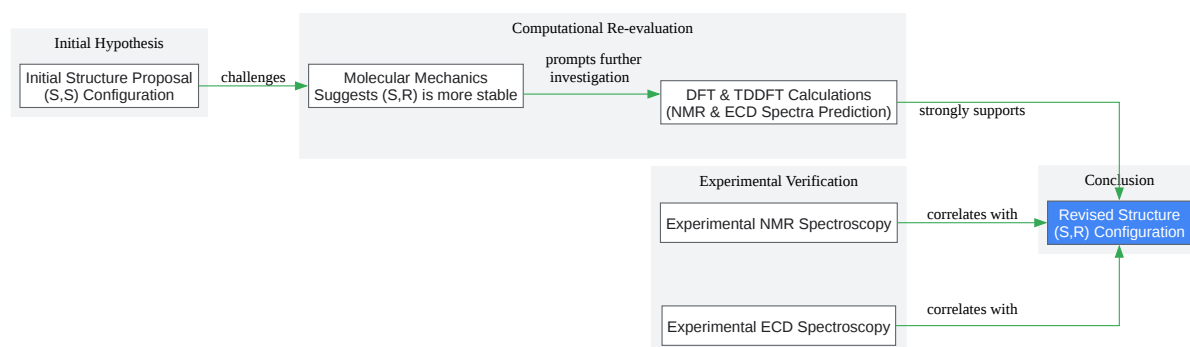 Initial Hypothesis
Initial Structure Proposal
(S,S) Configuration
challenges
Computational Re-evaluation
Molecular Mechanics
Suggests (S,R) is more stable
prompts further
investigation
DFT & TDDFT Calculations
(NMR & ECD Spectra Prediction)
strongly supports
Experimental Verification
Experimental NMR Spectroscopy
correlates with
Experimental ECD Spectroscopy
correlates with
Conclusion
Revised Structure
(S,R) Configuration